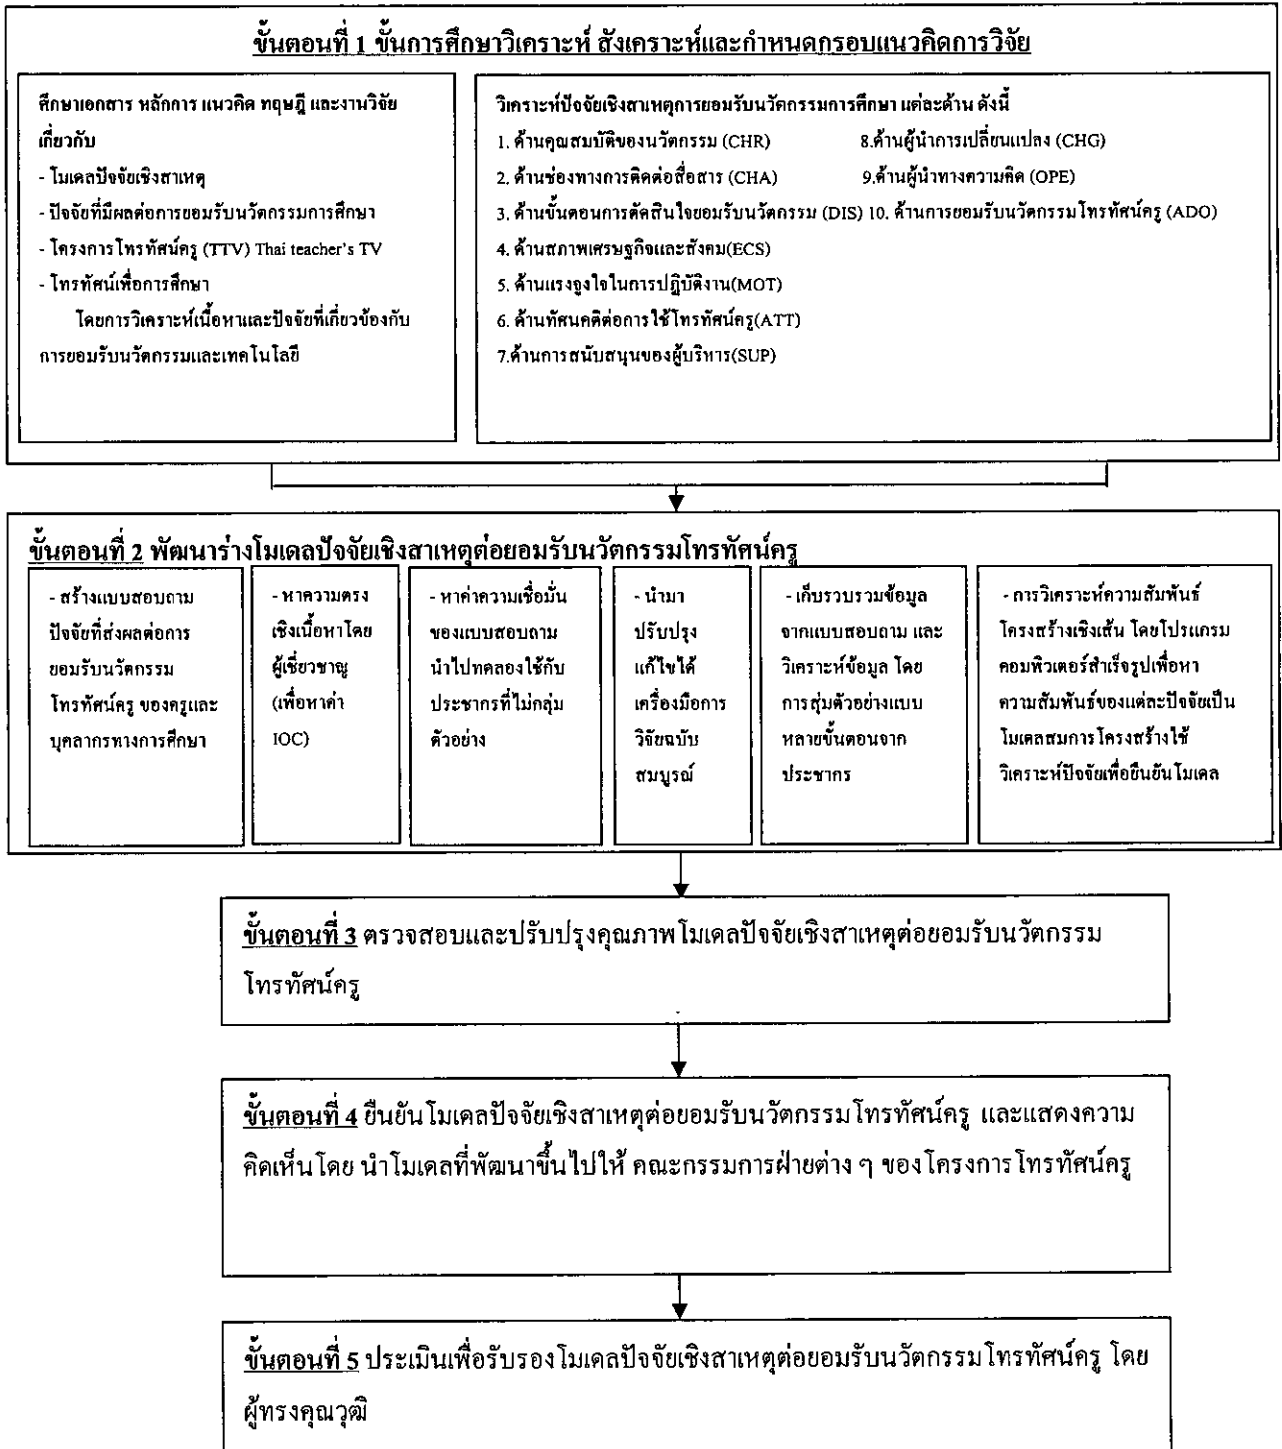 ขั้นตอนที่ 1 ขั้นการศึกษาวิเคราะห์ สังเคราะห์และกำหนดกรอบแนวคิดการวิจัย
ศึกษาเอกสาร หลักการ แนวคิด ทฤษฎี และงานวิจัย
เกี่ยวกับ
- โมเดลปัจจัยเชิงสาเหตุ
- ปัจจัยที่มีผลต่อการยอมรับนวัตกรรมการศึกษา
- โครงการโทรทัศน์ครู (TTV) Thai teacher's TV
- โทรทัศน์เพื่อการศึกษา
โดยการวิเคราะห์เนื้อหาและปัจจัยที่เกี่ยวข้องกับ
การยอมรับนวัตกรรมและเทคโนโลยี
วิเคราะห์ปัจจัยเชิงสาเหตุการยอมรับนวัตกรรมการศึกษา แต่ละด้าน ดังนี้
1. ด้านคุณสมบัติของนวัตกรรม (CHR) 8.ด้านผู้นำการเปลี่ยนแปลง (CHG)
2. ด้านช่องทางการติดต่อสื่อสาร (CHA) 9.ด้านผู้นำทางความคิด (OPE)
3. ด้านขั้นตอนการตัดสินใจยอมรับนวัตกรรม (DIS) 10. ด้านการยอมรับนวัตกรรมโทรทัศน์ครู (ADO)
4. ด้านสภาพเศรษฐกิจและสังคม(ECS)
5. ด้านแรงจูงใจในการปฏิบัติงาน(MOT)
6. ด้านทัศนคติต่อการใช้โทรทัศน์ครู(ATT)
7.ด้านการสนับสนุนของผู้บริหาร(SUP)
ขั้นตอนที่ 2 พัฒนาร่างโมเดลปัจจัยเชิงสาเหตุต่อยอมรับนวัตกรรมโทรทัศน์ครู
- สร้างแบบสอบถาม
ปัจจัยที่ส่งผลต่อการ
ยอมรับนวัตกรรม
โทรทัศน์ครู ของครูและ
บุคลากรทางการศึกษา
- หาความตรง
เชิงเนื้อหาโดย
ผู้เชี่ยวชาญ
(เพื่อหาค่า
IOC)
- หาค่าความเชื่อมั่น
ของแบบสอบถาม
นำไปทดลองใช้กับ
ประชากรที่ไม่กลุ่ม
ตัวอย่าง
- นำมา
ปรับปรุง
แก้ไขได้
เครื่องมือการ
วิจัยฉบับ
สมบูรณ์
- เก็บรวบรวมข้อมูล
จากแบบสอบถาม และ
วิเคราะห์ข้อมูล โดย
การสุ่มตัวอย่างแบบ
หลายขั้นตอนจาก
ประชากร
- การวิเคราะห์ความสัมพันธ์
โครงสร้างเชิงเส้น โดยโปรแกรม
คอมพิวเตอร์สำเร็จรูปเพื่อหา
ความสัมพันธ์ของแต่ละปัจจัยเป็น
โมเดลสมการโครงสร้างใช้
วิเคราะห์ปัจจัยเพื่อยืนยันโมเดล
ขั้นตอนที่ 3 ตรวจสอบและปรับปรุงคุณภาพโมเดลปัจจัยเชิงสาเหตุต่อยอมรับนวัตกรรม
โทรทัศน์ครู
ขั้นตอนที่ 4 ยืนยันโมเดลปัจจัยเชิงสาเหตุต่อยอมรับนวัตกรรมโทรทัศน์ครู และแสดงความ
คิดเห็นโดย นำโมเดลที่พัฒนาขึ้นไปให้ คณะกรรมการฝ่ายต่าง ๆ ของโครงการโทรทัศน์ครู
ขั้นตอนที่ 5 ประเมินเพื่อรับรองโมเดลปัจจัยเชิงสาเหตุต่อยอมรับนวัตกรรมโทรทัศน์ครู โดย
ผู้ทรงคุณวุฒิ